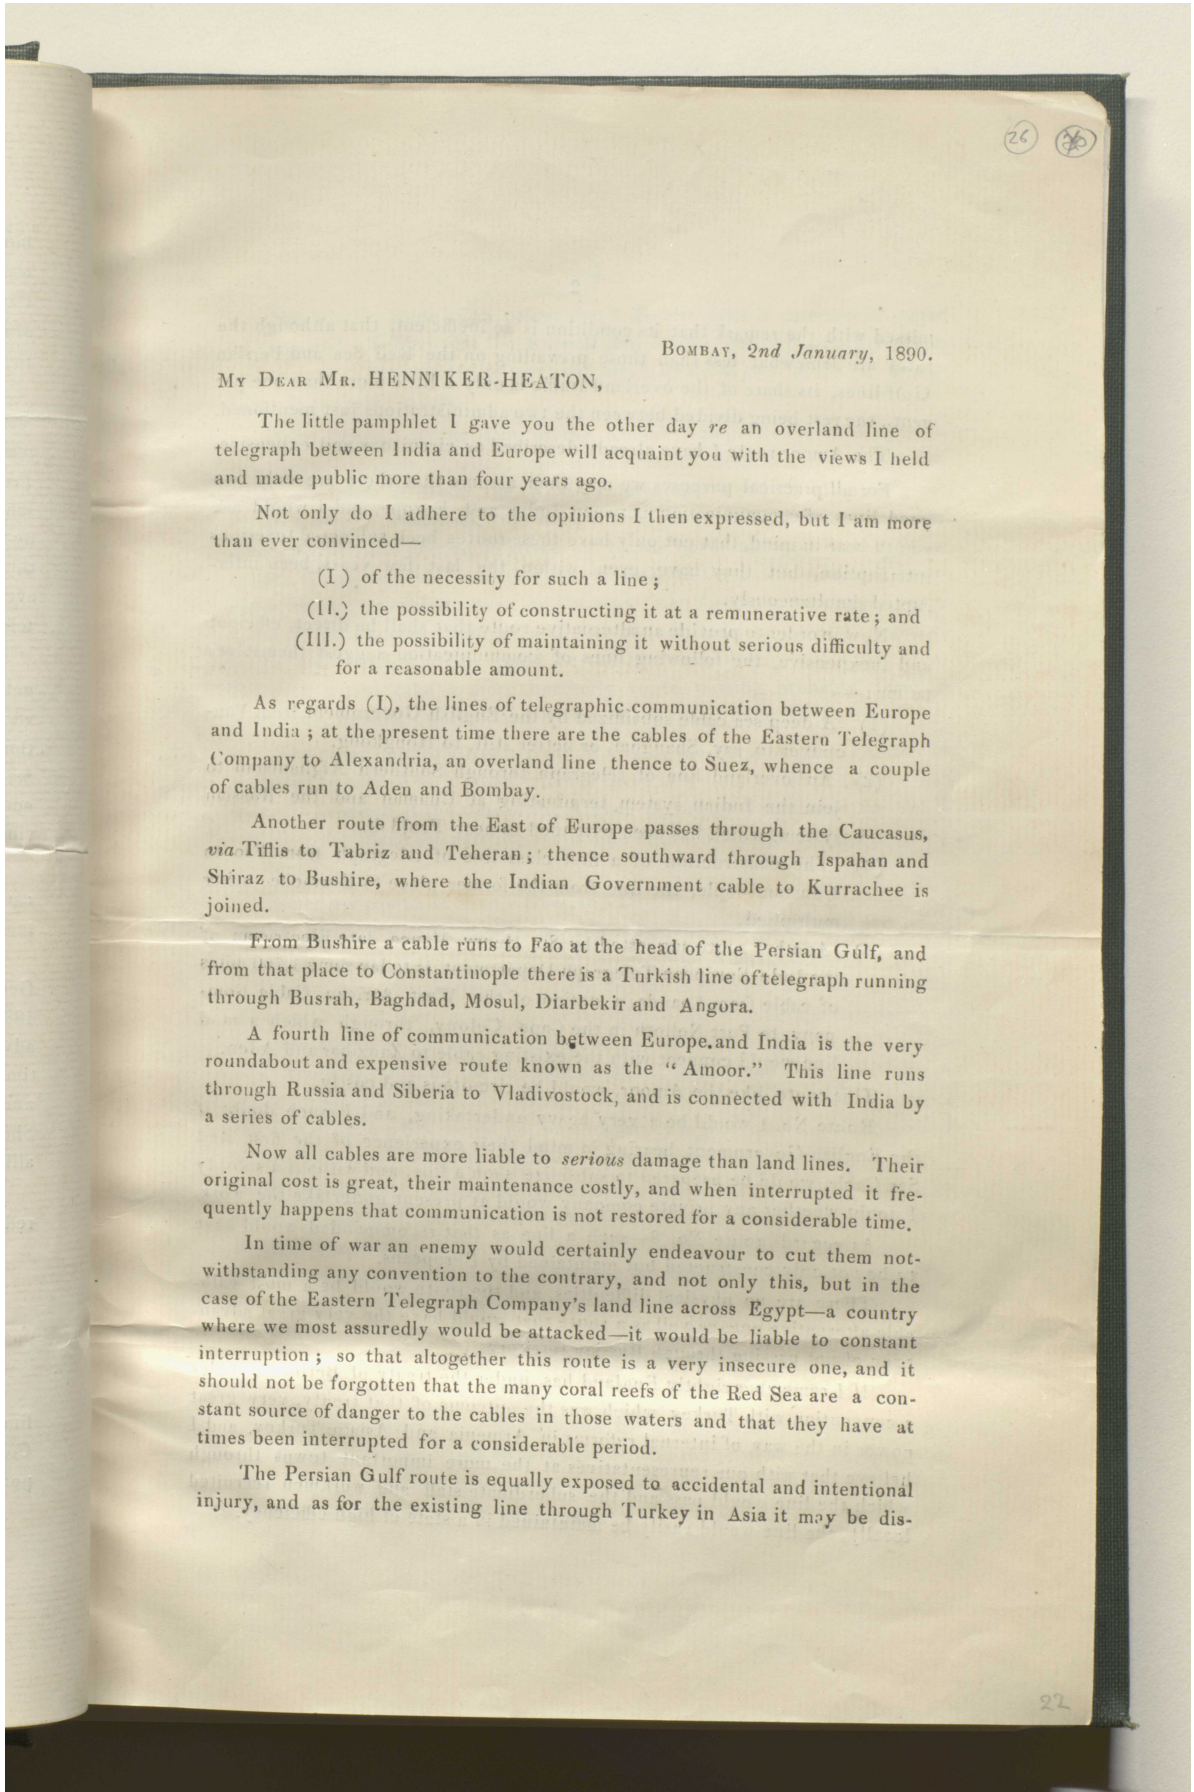 26
BOMBAY, 2nd January, 1890.
MY DEAR MR. HENNIKER-HEATON,
The little pamphlet I gave you the other day re an overland line of
telegraph between India and Europe will acquaint you with the views I held
and made public more than four years ago.
Not only do I adhere to the opinions I then expressed, but I am more
than ever convinced—
(I ) of the necessity for such a line ;
(II.) the possibility of constructing it at a remunerative rate ; and
(III.) the possibility of maintaining it without serious difficulty and
for a reasonable amount.
As regards (I), the lines of telegraphic communication between Europe
and India ; at the present time there are the cables of the Eastern Telegraph
Company to Alexandria, an overland line thence to Suez, whence a couple
of cables run to Aden and Bombay.
Another route from the East of Europe passes through the Caucasus,
via Tiflis to Tabriz and Teheran ; thence southward through Ispahan and
Shiraz to Bushire, where the Indian Government cable to Kurrachee is
joined.
From Bushire a cable runs to Fao at the head of the Persian Gulf, and
from that place to Constantinople there is a Turkish line of telegraph running
through Busrah, Baghdad, Mosul, Diarbekir and Angora.
A fourth line of communication between Europe and India is the very
roundabout and expensive route known as the “ Amoor.” This line runs
through Russia and Siberia to Vladivostock, and is connected with India by
a series of cables.
Now all cables are more liable to serious damage than land lines. Their
original cost is great, their maintenance costly, and when interrupted it fre-
quently happens that communication is not restored for a considerable time.
In time of war an enemy would certainly endeavour to cut them not-
withstanding any convention to the contrary, and not only this, but in the
case of the Eastern Telegraph Company’s land line across Egypt—a country
where we most assuredly would be attacked—it would be liable to constant
interruption ; so that altogether this route is a very insecure one, and it
should not be forgotten that the many coral reefs of the Red Sea are a con-
stant source of danger to the cables in those waters and that they have at
times been interrupted for a considerable period.
The Persian Gulf route is equally exposed to accidental and intentional
injury, and as for the existing line through Turkey in Asia it may be dis-
22